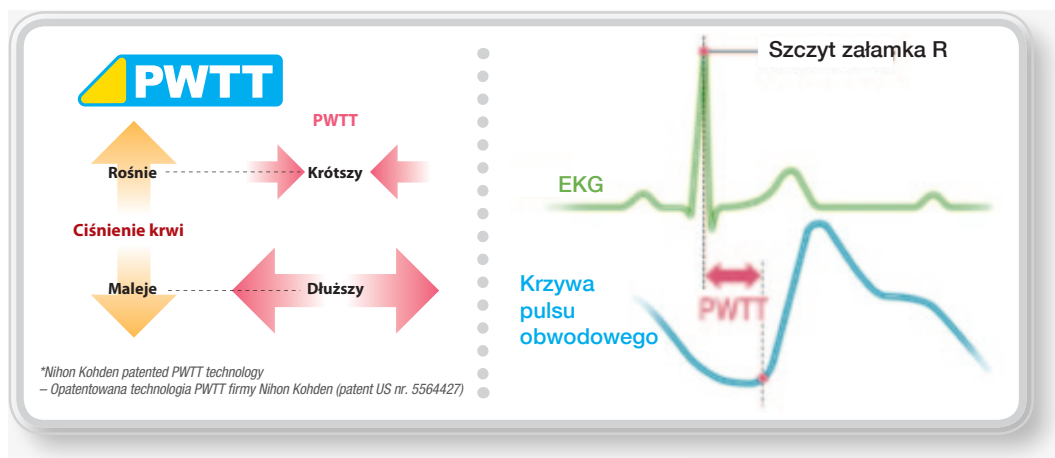 PWTT
PWTT
Rośnie
Krótszy
Ciśnienie krwi
Maleje
Dłuższy
*Nihon Kohden patented PWTT technology
– Opatentowana technologia PWTT firmy Nihon Kohden (patent US nr. 5564427)
Szczyt załamka R
EKG
PWTT
Krzywa
pulsu
obwodowego